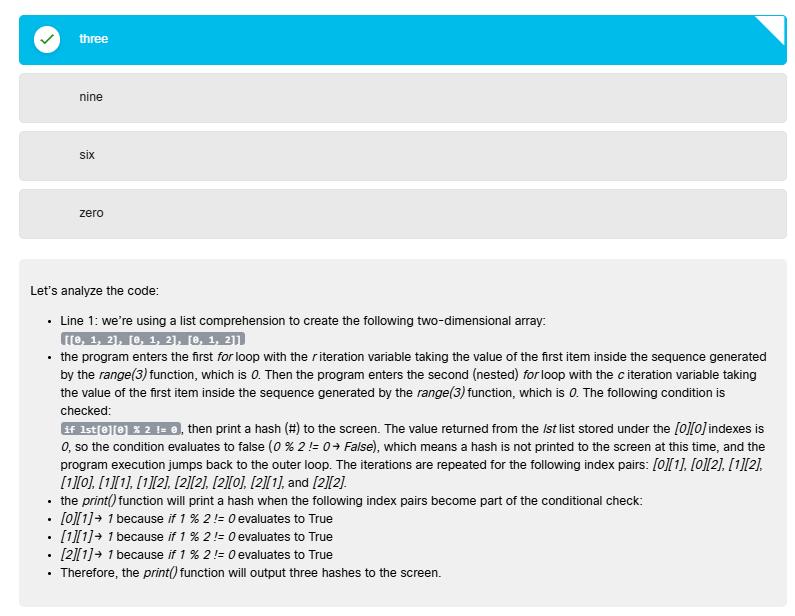 three
nine
six
zero
Let's analyze the code:
• Line 1: we're using a list comprehension to create the following two-dimensional array:
[[0, 1, 2], [0, 1, 2], [0, 1, 2]]
• the program enters the first for loop with the r iteration variable taking the value of the first item inside the sequence generated
by the range(3) function, which is 0. Then the program enters the second (nested) for loop with the c iteration variable taking
the value of the first item inside the sequence generated by the range(3) function, which is 0. The following condition is
checked:
if lst[0][0] % 2 != 0, then print a hash (#) to the screen. The value returned from the lst list stored under the [0][0] indexes is
0, so the condition evaluates to false (0 % 2 != 0 → False), which means a hash is not printed to the screen at this time, and the
program execution jumps back to the outer loop. The iterations are repeated for the following index pairs: [0][1], [0][2], [1][2],
[1][0], [1][1], [1][2], [2][2], [2][0], [2][1], and [2][2].
• the print() function will print a hash when the following index pairs become part of the conditional check:
• [0][1] → 1 because if 1 % 2 != 0 evaluates to True
• [1][1] → 1 because if 1 % 2 != 0 evaluates to True
• [2][1] → 1 because if 1 % 2 != 0 evaluates to True
• Therefore, the print() function will output three hashes to the screen.